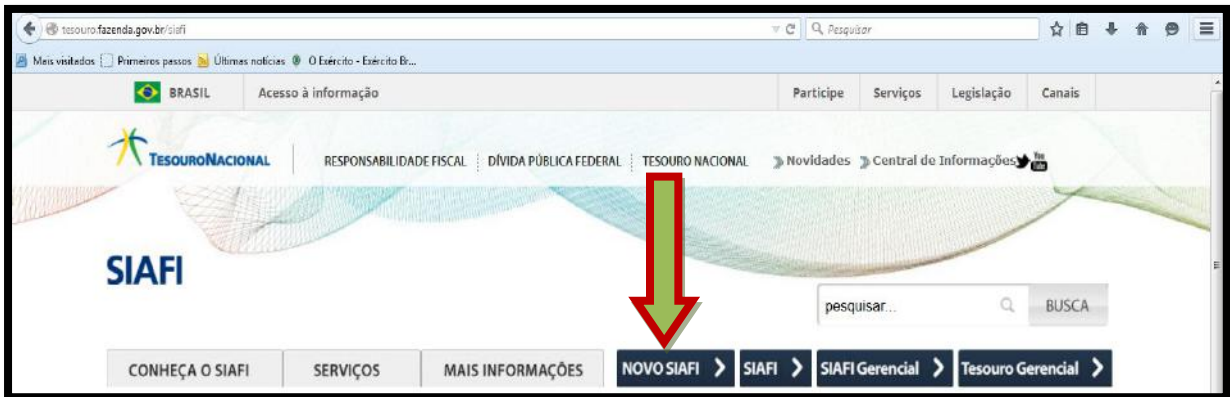 tesouro.fazenda.gov.br/siafi
Pesquisar
Mais visitados Primeiros passos Últimas notícias O Exército - Exército Br...
BRASIL Acesso à informação Participe Serviços Legislação Canais
TESOURONACIONAL RESPONSABILIDADE FISCAL DÍVIDA PÚBLICA FEDERAL TESOURO NACIONAL Novidades Central de Informações You Tube
SIAFI
pesquisar... BUSCA
CONHEÇA O SIAFI SERVIÇOS MAIS INFORMAÇÕES NOVO SIAFI SIAFI SIAFI Gerencial Tesouro Gerencial